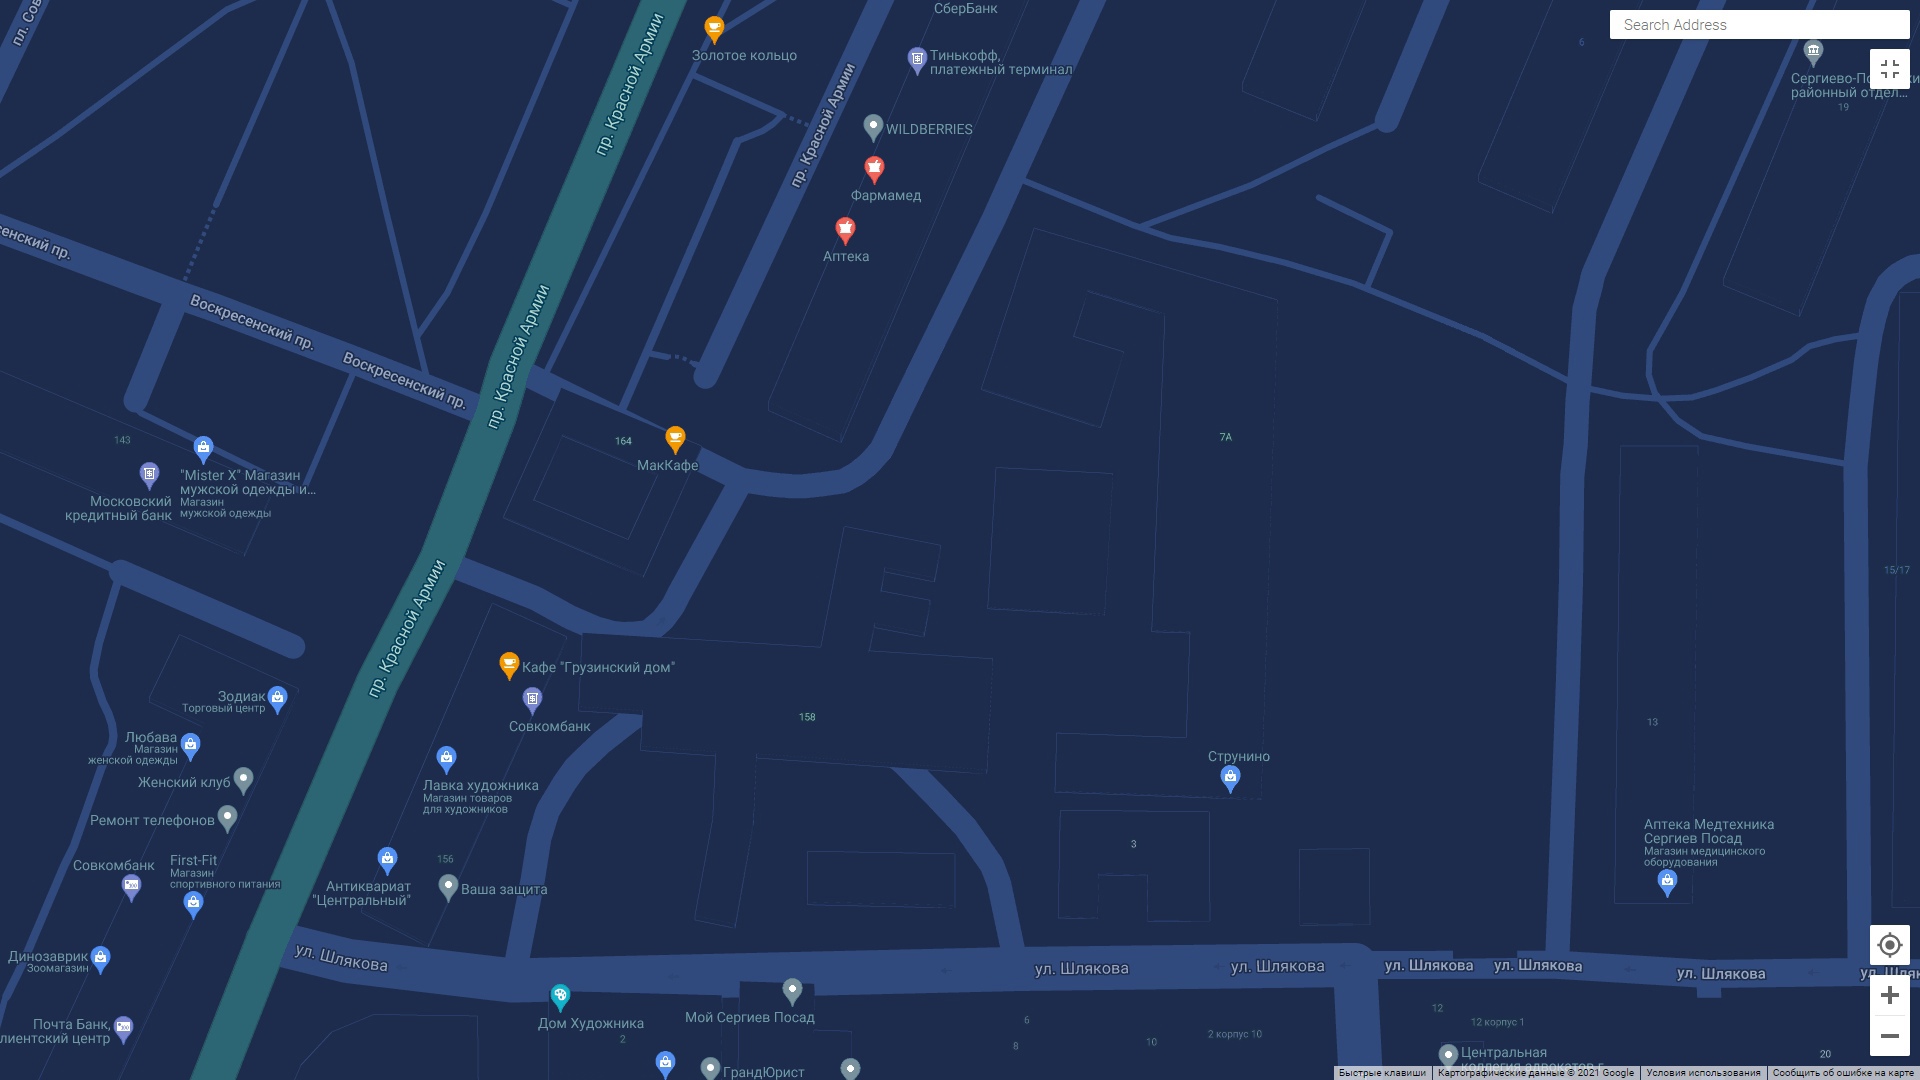 СберБанк
Search Address
пл. Сов
Золотое кольцо
Тинькофф,
платежный терминал
6
Сергиево-По
районный отдел...
19
пр. Красной Армии
пр. Красной Армии
WILDBERRIES
Фармамед
Аптека
сенский пр.
Воскресенский пр.
Воскресенский пр.
пр. Красной Армии
143
164
МакКафе
7А
"Mister X" Магазин
мужской одежды и...
Магазин
мужской одежды
Московский
кредитный банк
15/17
пр. Красной Армии
Кафе "Грузинский дом"
Совкомбанк
158
13
Зодиак
Торговый центр
Любава
Магазин
женской одежды
Женский клуб
Струнино
Лавка художника
Магазин товаров
для художников
Ремонт телефонов
Аптека Медтехника
Сергиев Посад
Магазин медицинского
оборудования
3
156
Совкомбанк
First-Fit
Магазин
спортивного питания
Антиквариат
"Центральный"
Ваша защита
Динозаврик
Зоомагазин
ул. Шлякова
ул. Шлякова
ул. Шлякова
ул. Шлякова
ул. Шлякова
ул. Шлякова
ул. Шляк
Почта Банк,
лиентский центр
Дом Художника
2
Мой Сергиев Посад
6
8
10
2 корпус 10
12
12 корпус 1
20
ГрандЮрист
Центральная
коллегия адвокатов г
Быстрые клавиши
Картографические данные © 2021 Google
Условия использования
Сообщить об ошибке на карте